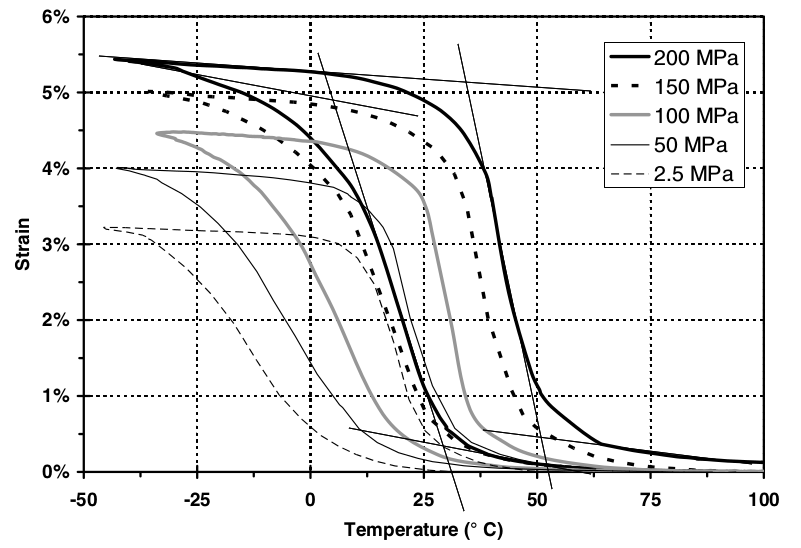 6%
5%
4%
3%
2%
1%
0%
Strain
200 MPa
150 MPa
100 MPa
50 MPa
2.5 MPa
-50 -25 0 25 50 75 100
Temperature (° C)